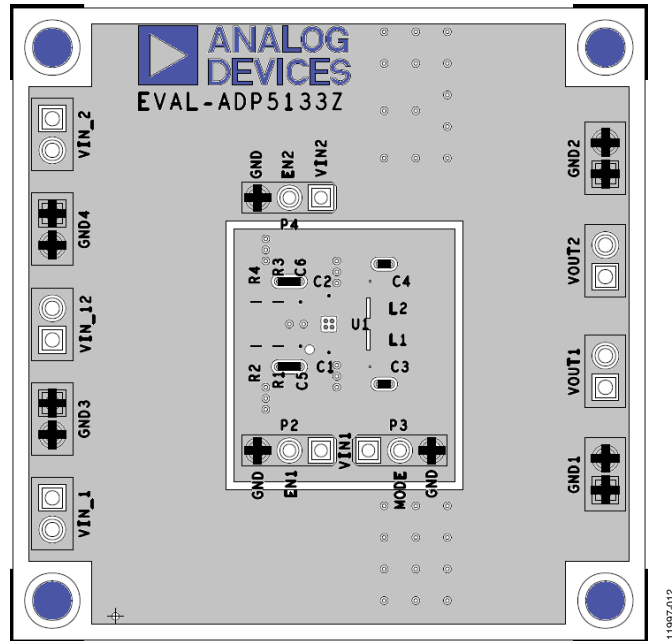 ANALOG
DEVICES
EVAL-ADP5133Z
VIN_2
GND4
VIN_12
GND3
VIN_1
GND
EN2
VIN2
P4
R4
R3
C6
C2
C4
L2
U1
L1
R2
R1
C5
C1
C3
P2
P3
VIN1
GND
EN1
MODE
GND
GND2
VOUT2
VOUT1
GND1
11907-012